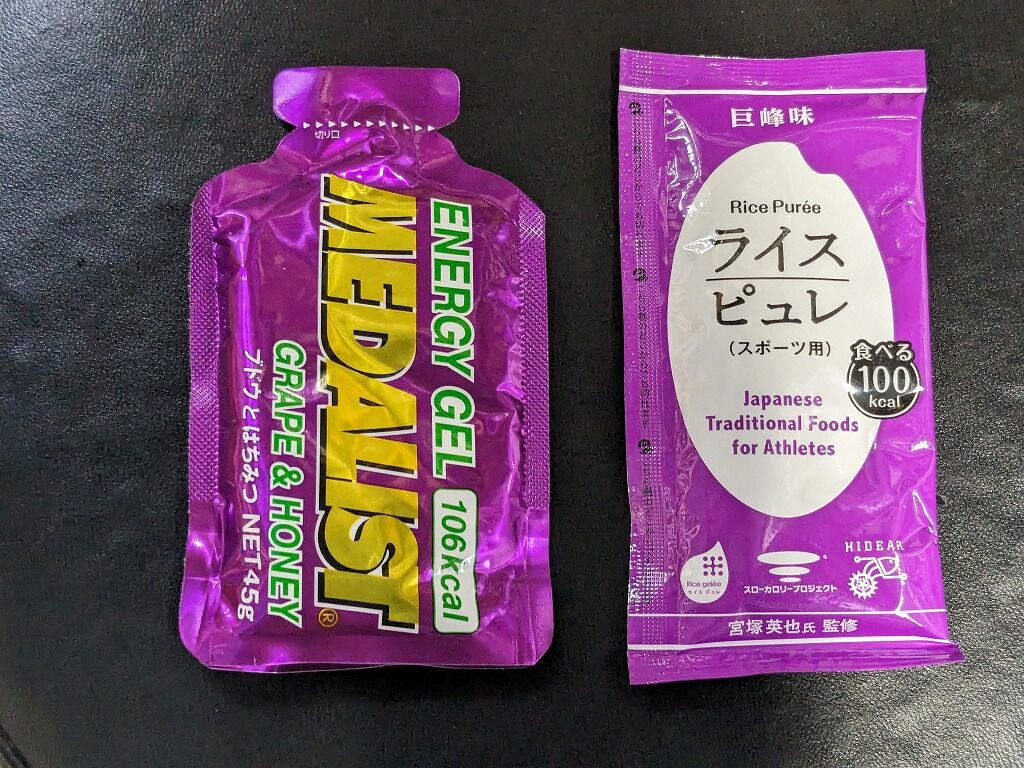 切り口
ENERGY GEL 106kcal
MEDALIST®
GRAPE & HONEY
ブドウとはちみつ NET45g
巨峰味
Rice Purée
ライス
ピュレ
(スポーツ用)
食べる
100
kcal
Japanese
Traditional Foods
for Athletes
Rice gelée
ライス ジュレ
スローカロリープロジェクト
HIDEAR
宮塚英也氏 監修